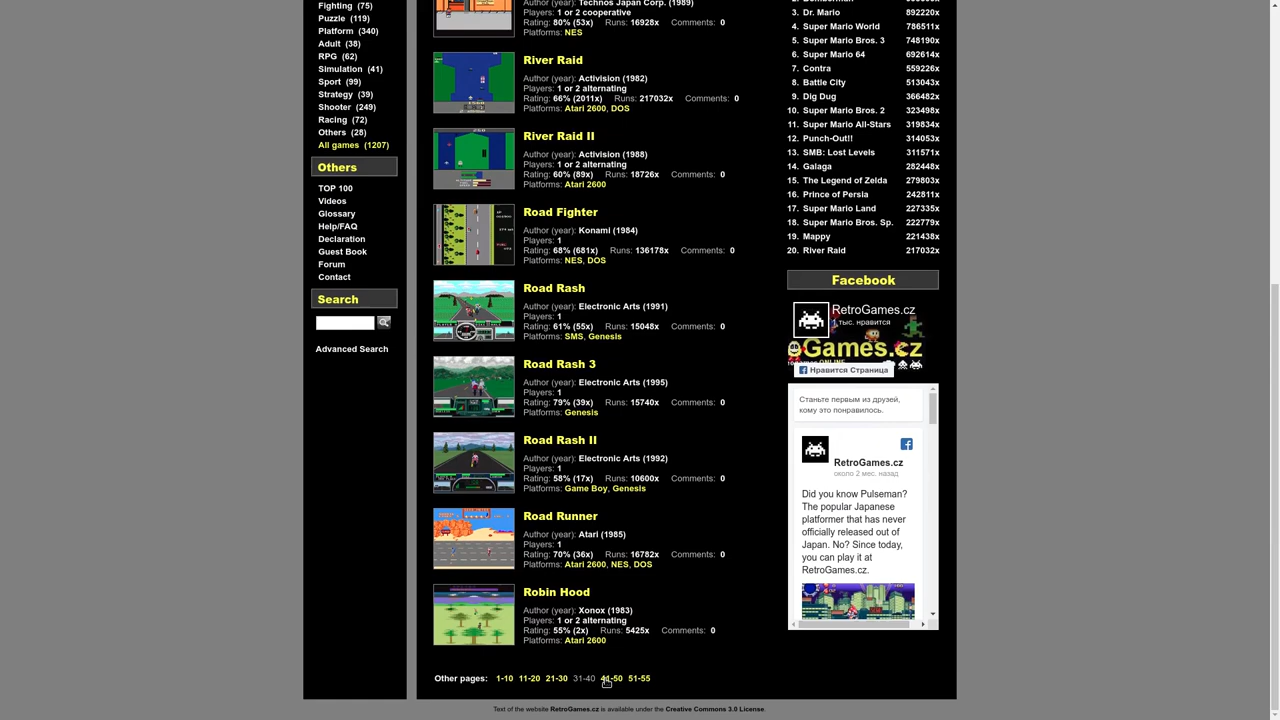 Fighting (75)
Puzzle (119)
Platform (340)
Adult (38)
RPG (62)
Simulation (41)
Sport (99)
Strategy (39)
Shooter (249)
Racing (72)
Others (28)
All games (1207)
Others
TOP 100
Videos
Glossary
Help/FAQ
Declaration
Guest Book
Forum
Contact
Search
Advanced Search
Author (year): Technos Japan Corp. (1989)
Players: 1 or 2 cooperative
Rating: 80% (53x) Runs: 16928x Comments: 0
Platforms: NES
River Raid
Author (year): Activision (1982)
Players: 1 or 2 alternating
Rating: 66% (2011x) Runs: 217032x Comments: 0
Platforms: Atari 2600, DOS
River Raid II
Author (year): Activision (1988)
Players: 1 or 2 alternating
Rating: 60% (89x) Runs: 18726x Comments: 0
Platforms: Atari 2600
Road Fighter
Author (year): Konami (1984)
Players: 1
Rating: 68% (681x) Runs: 136178x Comments: 0
Platforms: NES, DOS
Road Rash
Author (year): Electronic Arts (1991)
Players: 1
Rating: 61% (55x) Runs: 15048x Comments: 0
Platforms: SMS, Genesis
Road Rash 3
Author (year): Electronic Arts (1995)
Players: 1
Rating: 79% (39x) Runs: 15740x Comments: 0
Platforms: Genesis
Road Rash II
Author (year): Electronic Arts (1992)
Players: 1
Rating: 58% (17x) Runs: 10600x Comments: 0
Platforms: Game Boy, Genesis
Road Runner
Author (year): Atari (1985)
Players: 1
Rating: 70% (36x) Runs: 16782x Comments: 0
Platforms: Atari 2600, NES, DOS
Robin Hood
Author (year): Xonox (1983)
Players: 1 or 2 alternating
Rating: 55% (2x) Runs: 5425x Comments: 0
Platforms: Atari 2600
Other pages: 1-10 11-20 21-30 31-40 41-50 51-55
3. Dr. Mario 892220x
4. Super Mario World 786511x
5. Super Mario Bros. 3 748190x
6. Super Mario 64 692614x
7. Contra 559226x
8. Battle City 513043x
9. Dig Dug 366482x
10. Super Mario Bros. 2 323498x
11. Super Mario All-Stars 319834x
12. Punch-Out!! 314053x
13. SMB: Lost Levels 311571x
14. Galaga 282448x
15. The Legend of Zelda 279803x
16. Prince of Persia 242811x
17. Super Mario Land 227335x
18. Super Mario Bros. Sp. 222779x
19. Mappy 221438x
20. River Raid 217032x
Facebook
RetroGames.cz
тыс. нравится
Games.cz
Нравится Страница
Станьте первым из друзей,
кому это понравилось.
RetroGames.cz
около 2 мес. назад
Did you know Pulseman?
The popular Japanese
platformer that has never
officially released out of
Japan. No? Since today,
you can play it at
RetroGames.cz.
Text of the website RetroGames.cz is available under the Creative Commons 3.0 License.